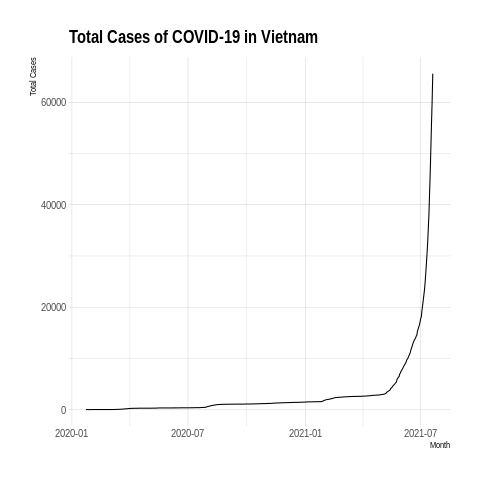 Total Cases of COVID-19 in Vietnam
Total Cases
60000
40000
20000
0
2020-01 2020-07 2021-01 2021-07
Month